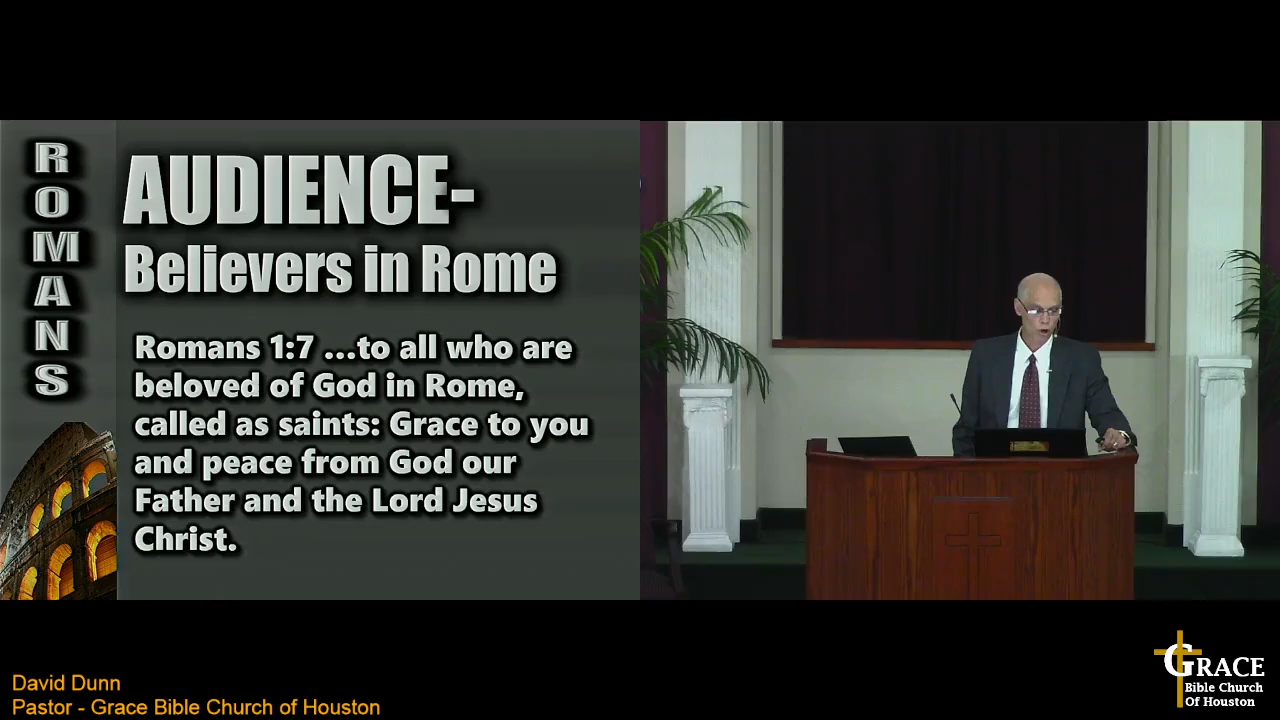 ROMANS
AUDIENCE-
Believers in Rome
Romans 1:7 ...to all who are
beloved of God in Rome,
called as saints: Grace to you
and peace from God our
Father and the Lord Jesus
Christ.
David Dunn
Pastor - Grace Bible Church of Houston
GRACE
Bible Church
Of Houston